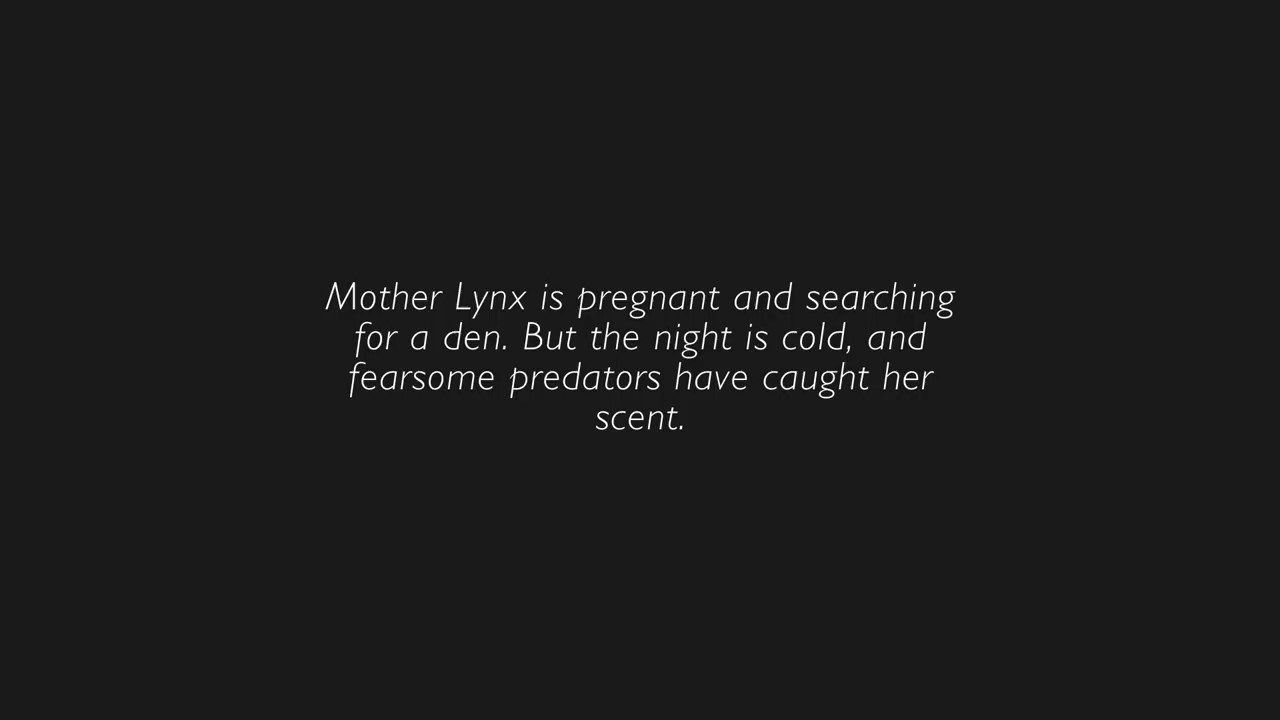 Mother Lynx is pregnant and searching
for a den. But the night is cold, and
fearsome predators have caught her
scent.